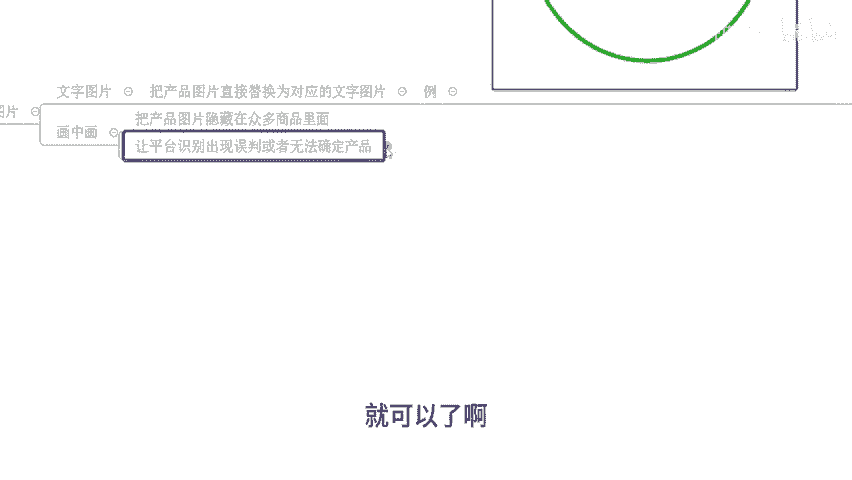 文字图片 把产品图片直接替换为对应的文字图片 例
图片
把产品图片隐藏在众多商品里面
画中画
让平台识别出现误判或者无法确定产品
就可以了啊